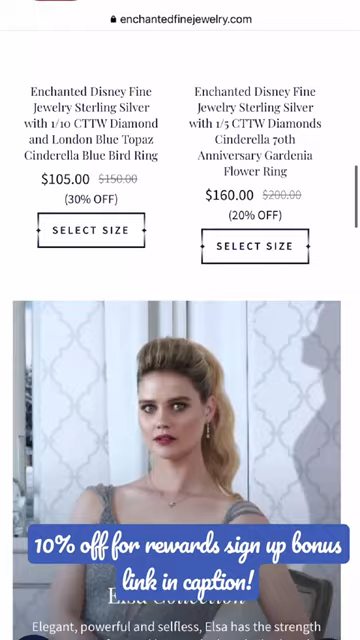 enchantedfinejewelry.com
Enchanted Disney Fine
Jewelry Sterling Silver
with 1/10 CTTW Diamond
and London Blue Topaz
Cinderella Blue Bird Ring
$105.00 $150.00
(30% OFF)
SELECT SIZE
Enchanted Disney Fine
Jewelry Sterling Silver
with 1/5 CTTW Diamonds
Cinderella 70th
Anniversary Gardenia
Flower Ring
$160.00 $200.00
(20% OFF)
SELECT SIZE
10% off for rewards sign up bonus
link in caption!
Elsa Collection
Elegant, powerful and selfless, Elsa has the strength